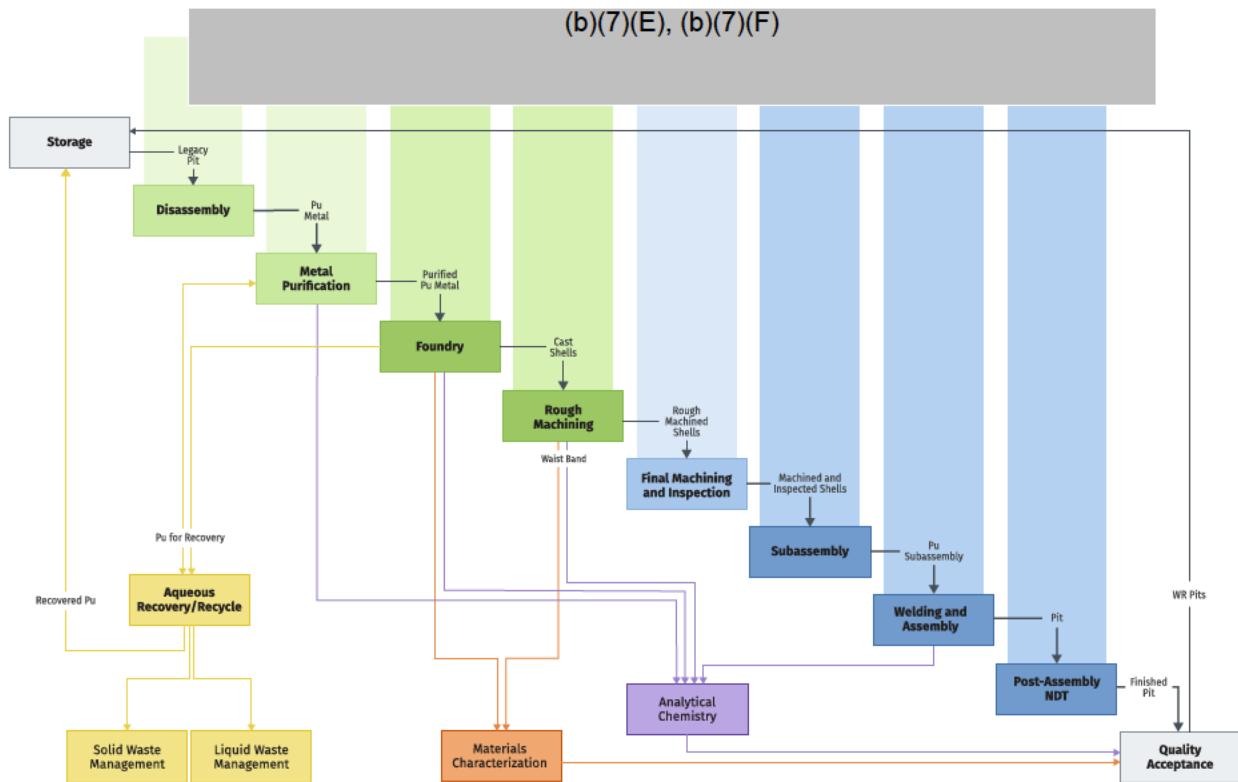 (b)(7)(E), (b)(7)(F)
Storage
Legacy
Pit
Disassembly
Pu
Metal
Metal
Purification
Purified
Pu Metal
Foundry
Cast
Shells
Rough
Machining
Rough
Machined
Shells
Waist Band
Final Machining
and Inspection
Machined and
Inspected Shells
Subassembly
Pu
Subassembly
Pu for Recovery
Aqueous
Recovery/Recycle
Recovered Pu
WR Pits
Welding and
Assembly
Pit
Post-Assembly
NDT
Finished
Pit
Analytical
Chemistry
Solid Waste
Management
Liquid Waste
Management
Materials
Characterization
Quality
Acceptance